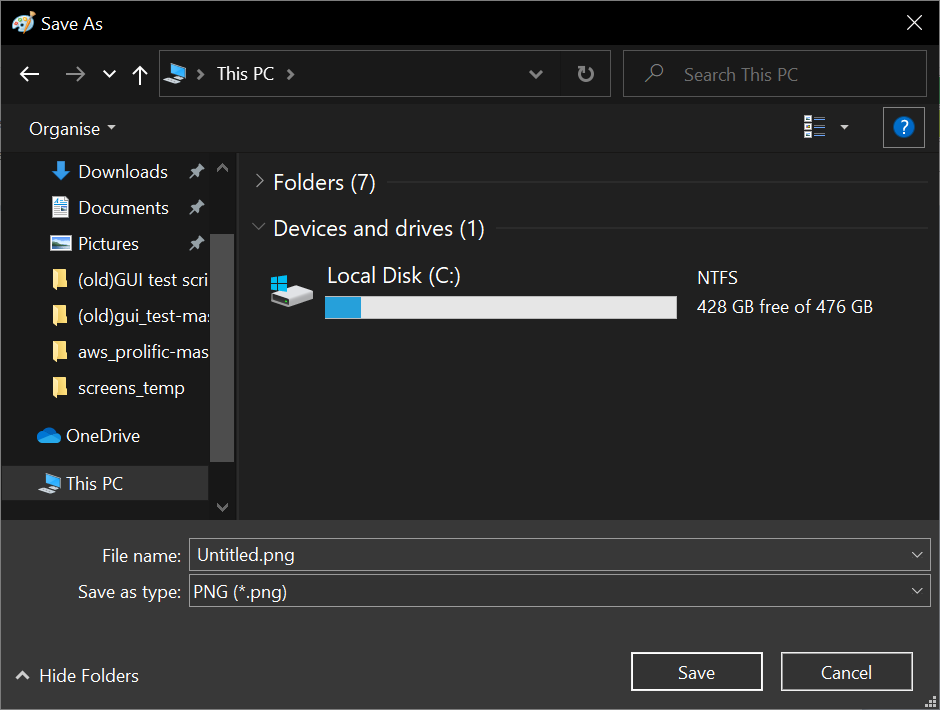 Save As
This PC
Search This PC
Organise
?
Downloads
Documents
Pictures
(old)GUI test scri
(old)gui_test-mas
aws_prolific-mas
screens_temp
OneDrive
This PC
Folders (7)
Devices and drives (1)
Local Disk (C:)
NTFS
428 GB free of 476 GB
File name: Untitled.png
Save as type: PNG (*.png)
Hide Folders
Save
Cancel